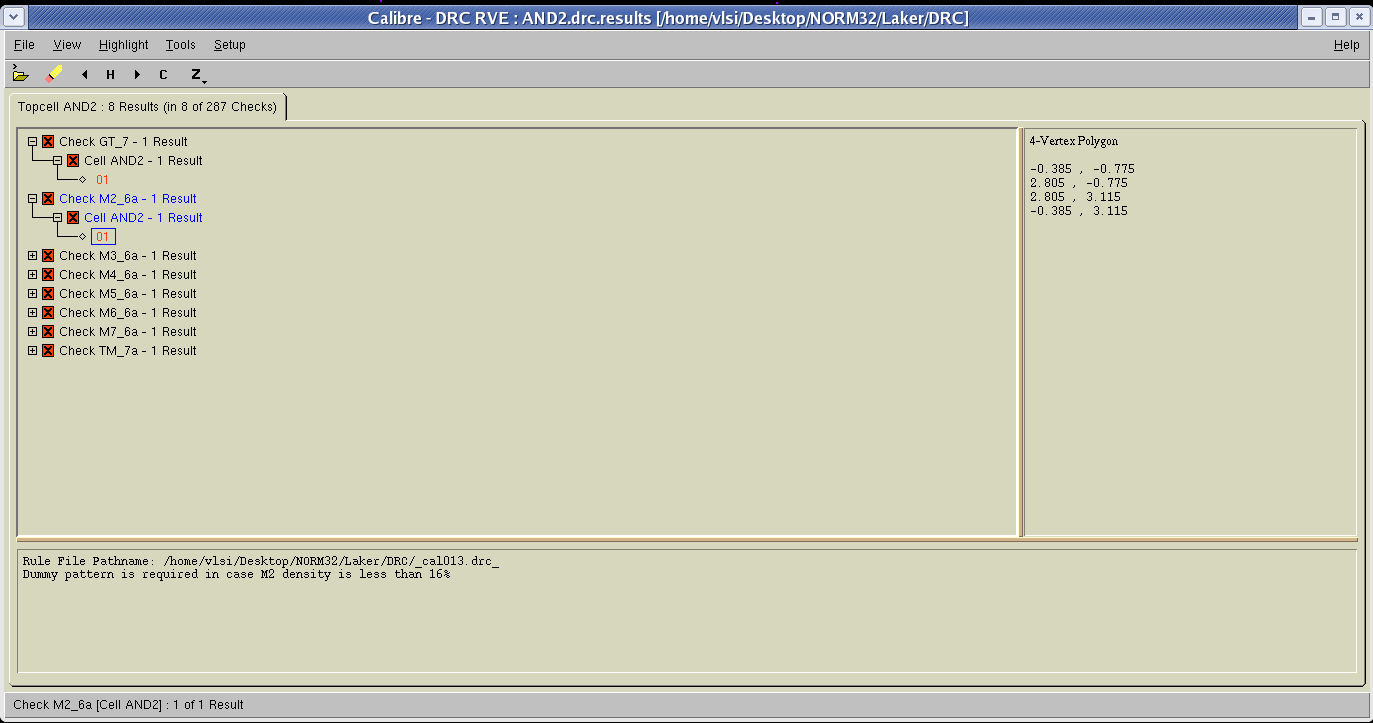 Calibre - DRC RVE : AND2.drc.results [/home/vlsi/Desktop/NORM32/Laker/DRC]
File View Highlight Tools Setup Help
H C Z
Topcell AND2 : 8 Results (in 8 of 287 Checks)
Check GT_7 - 1 Result
Cell AND2 - 1 Result
01
Check M2_6a - 1 Result
Cell AND2 - 1 Result
01
Check M3_6a - 1 Result
Check M4_6a - 1 Result
Check M5_6a - 1 Result
Check M6_6a - 1 Result
Check M7_6a - 1 Result
Check TM_7a - 1 Result
4-Vertex Polygon
-0.385 , -0.775
2.805 , -0.775
2.805 , 3.115
-0.385 , 3.115
Rule File Pathname: /home/vlsi/Desktop/NORM32/Laker/DRC/_cal013.drc_
Dummy pattern is required in case M2 density is less than 16%
Check M2_6a [Cell AND2] : 1 of 1 Result